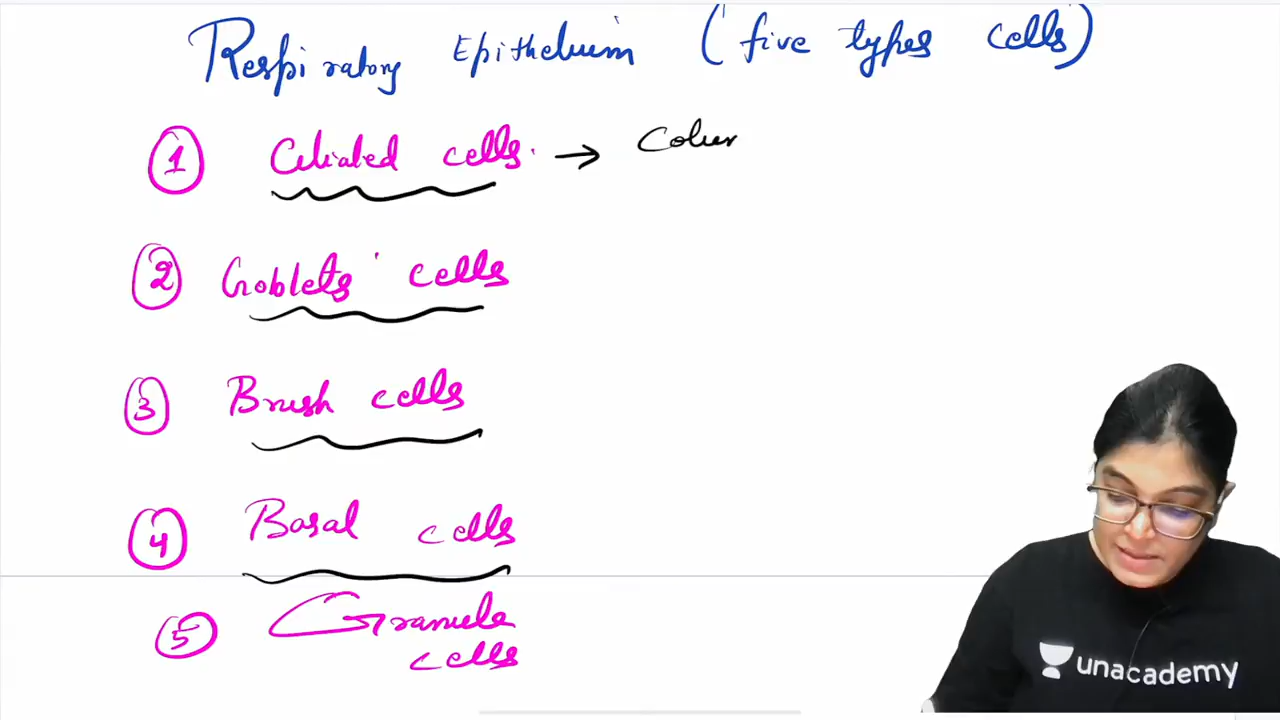 Respiratory Epithelium (five types cells)
1 Ciliated cells. → Colum
2 Goblets cells
3 Brush cells
4 Basal cells
5 Granule
cells
unacademy